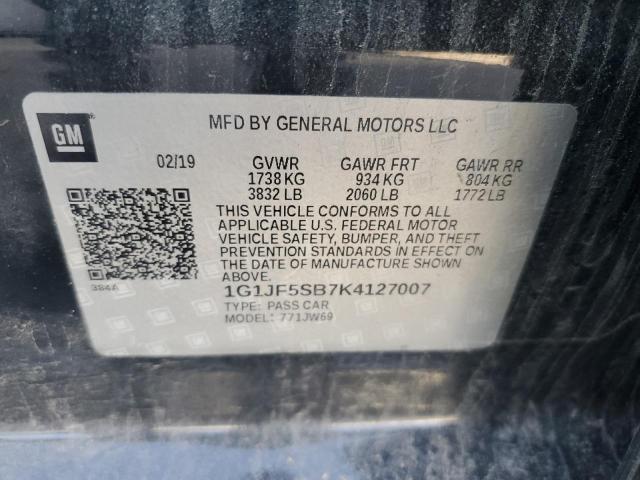 GM
MFD BY GENERAL MOTORS LLC
02/19 GVWR GAWR FRT GAWR RR
1738 KG 934 KG 804 KG
3832 LB 2060 LB 1772 LB
THIS VEHICLE CONFORMS TO ALL
APPLICABLE U.S. FEDERAL MOTOR
VEHICLE SAFETY, BUMPER, AND THEFT
PREVENTION STANDARDS IN EFFECT ON
THE DATE OF MANUFACTURE SHOWN
ABOVE.
384A
1G1JF5SB7K4127007
TYPE: PASS CAR
MODEL: 771JW69